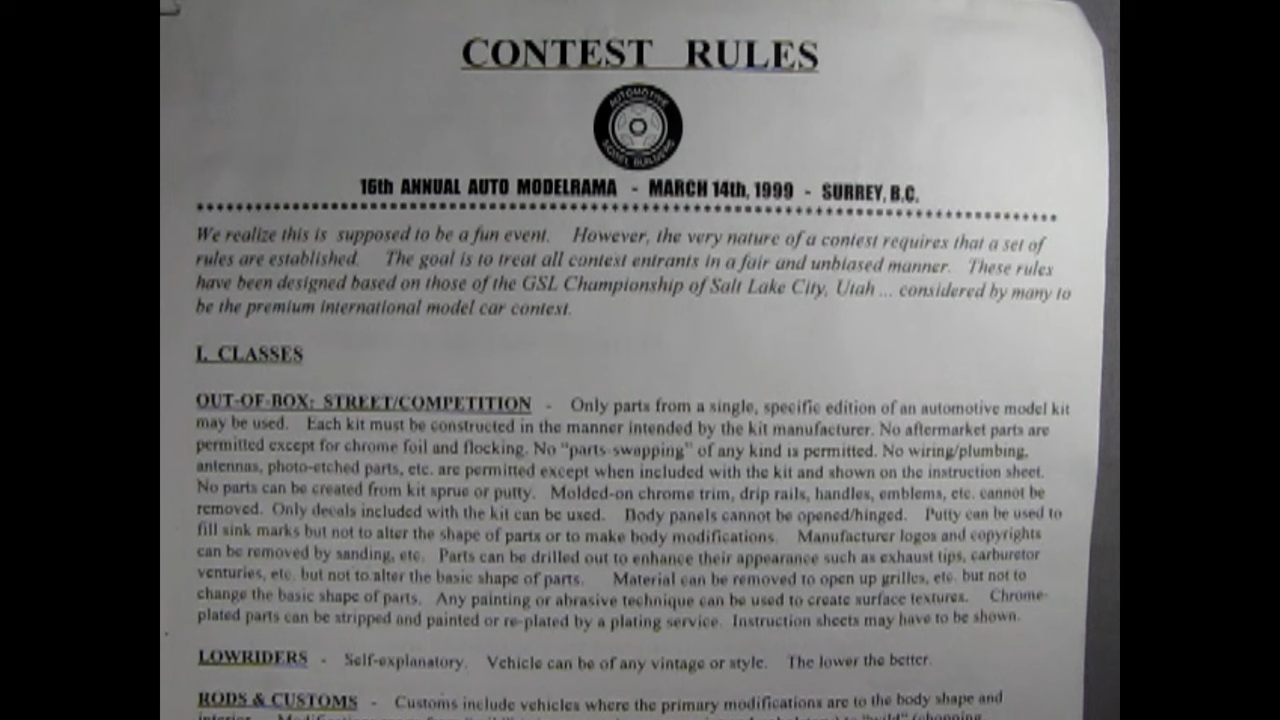 CONTEST RULES
AUTOMOTIVE
MODEL BUILDERS
16th ANNUAL AUTO MODELRAMA - MARCH 14th, 1999 - SURREY, B.C.
We realize this is supposed to be a fun event. However, the very nature of a contest requires that a set of
rules are established. The goal is to treat all contest entrants in a fair and unbiased manner. These rules
have been designed based on those of the GSL Championship of Salt Lake City, Utah ... considered by many to
be the premium international model car contest.
I. CLASSES
OUT-OF-BOX: STREET/COMPETITION - Only parts from a single, specific edition of an automotive model kit
may be used. Each kit must be constructed in the manner intended by the kit manufacturer. No aftermarket parts are
permitted except for chrome foil and flocking. No "parts-swapping" of any kind is permitted. No wiring/plumbing,
antennas, photo-etched parts, etc. are permitted except when included with the kit and shown on the instruction sheet.
No parts can be created from kit sprue or putty. Molded-on chrome trim, drip rails, handles, emblems, etc. cannot be
removed. Only decals included with the kit can be used. Body panels cannot be opened/hinged. Putty can be used to
fill sink marks but not to alter the shape of parts or to make body modifications. Manufacturer logos and copyrights
can be removed by sanding, etc. Parts can be drilled out to enhance their appearance such as exhaust tips, carburetor
venturies, etc. but not to alter the basic shape of parts. Material can be removed to open up grilles, etc. but not to
change the basic shape of parts. Any painting or abrasive technique can be used to create surface textures. Chrome-
plated parts can be stripped and painted or re-plated by a plating service. Instruction sheets may have to be shown.
LOWRIDERS - Self-explanatory. Vehicle can be of any vintage or style. The lower the better.
RODS & CUSTOMS - Customs include vehicles where the primary modifications are to the body shape and